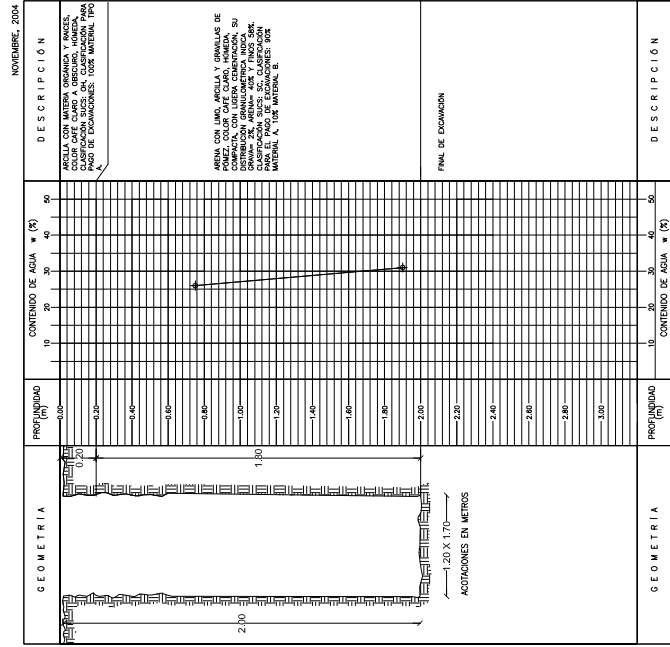 NOVIEMBRE, 2004
GEOMETRÍA
PROFUNDIDAD
(m)
CONTENIDO DE AGUA w (%)
10 20 30 40 50
DESCRIPCIÓN
2.00
0.20
1.80
1.20 X 1.70
ACOTACIONES EN METROS
0.00
0.20
0.40
0.60
0.80
1.00
1.20
1.40
1.60
1.80
2.00
2.20
2.40
2.60
2.80
3.00
ARCILLA CON MATERIA ORGÁNICA Y RAICES,
COLOR CAFÉ CLARO A OBSCURO, HÚMEDA,
CLASIFICACIÓN SUCS: OH, CLASIFICACIÓN PARA
PAGO DE EXCAVACIONES: 100% MATERIAL TIPO
A.
ARENA CON LIMO, ARCILLA Y GRAVILLAS DE
PÓMEZ, COLOR CAFÉ CLARO, HÚMEDA,
COMPACTA, CON LIGERA CEMENTACIÓN, SU
DISTRIBUCIÓN GRANULOMÉTRICA INDICA
GRAVA= 2%, ARENA= 40% Y FINOS 58%.
CLASIFICACIÓN SUCS: SC, CLASIFICACIÓN
PARA EL PAGO DE EXCAVACIONES: 90%
MATERIAL A, 10% MATERIAL B.
FINAL DE EXCAVACIÓN
GEOMETRÍA
PROFUNDIDAD
(m)
10 20 30 40 50
CONTENIDO DE AGUA w (%)
DESCRIPCIÓN